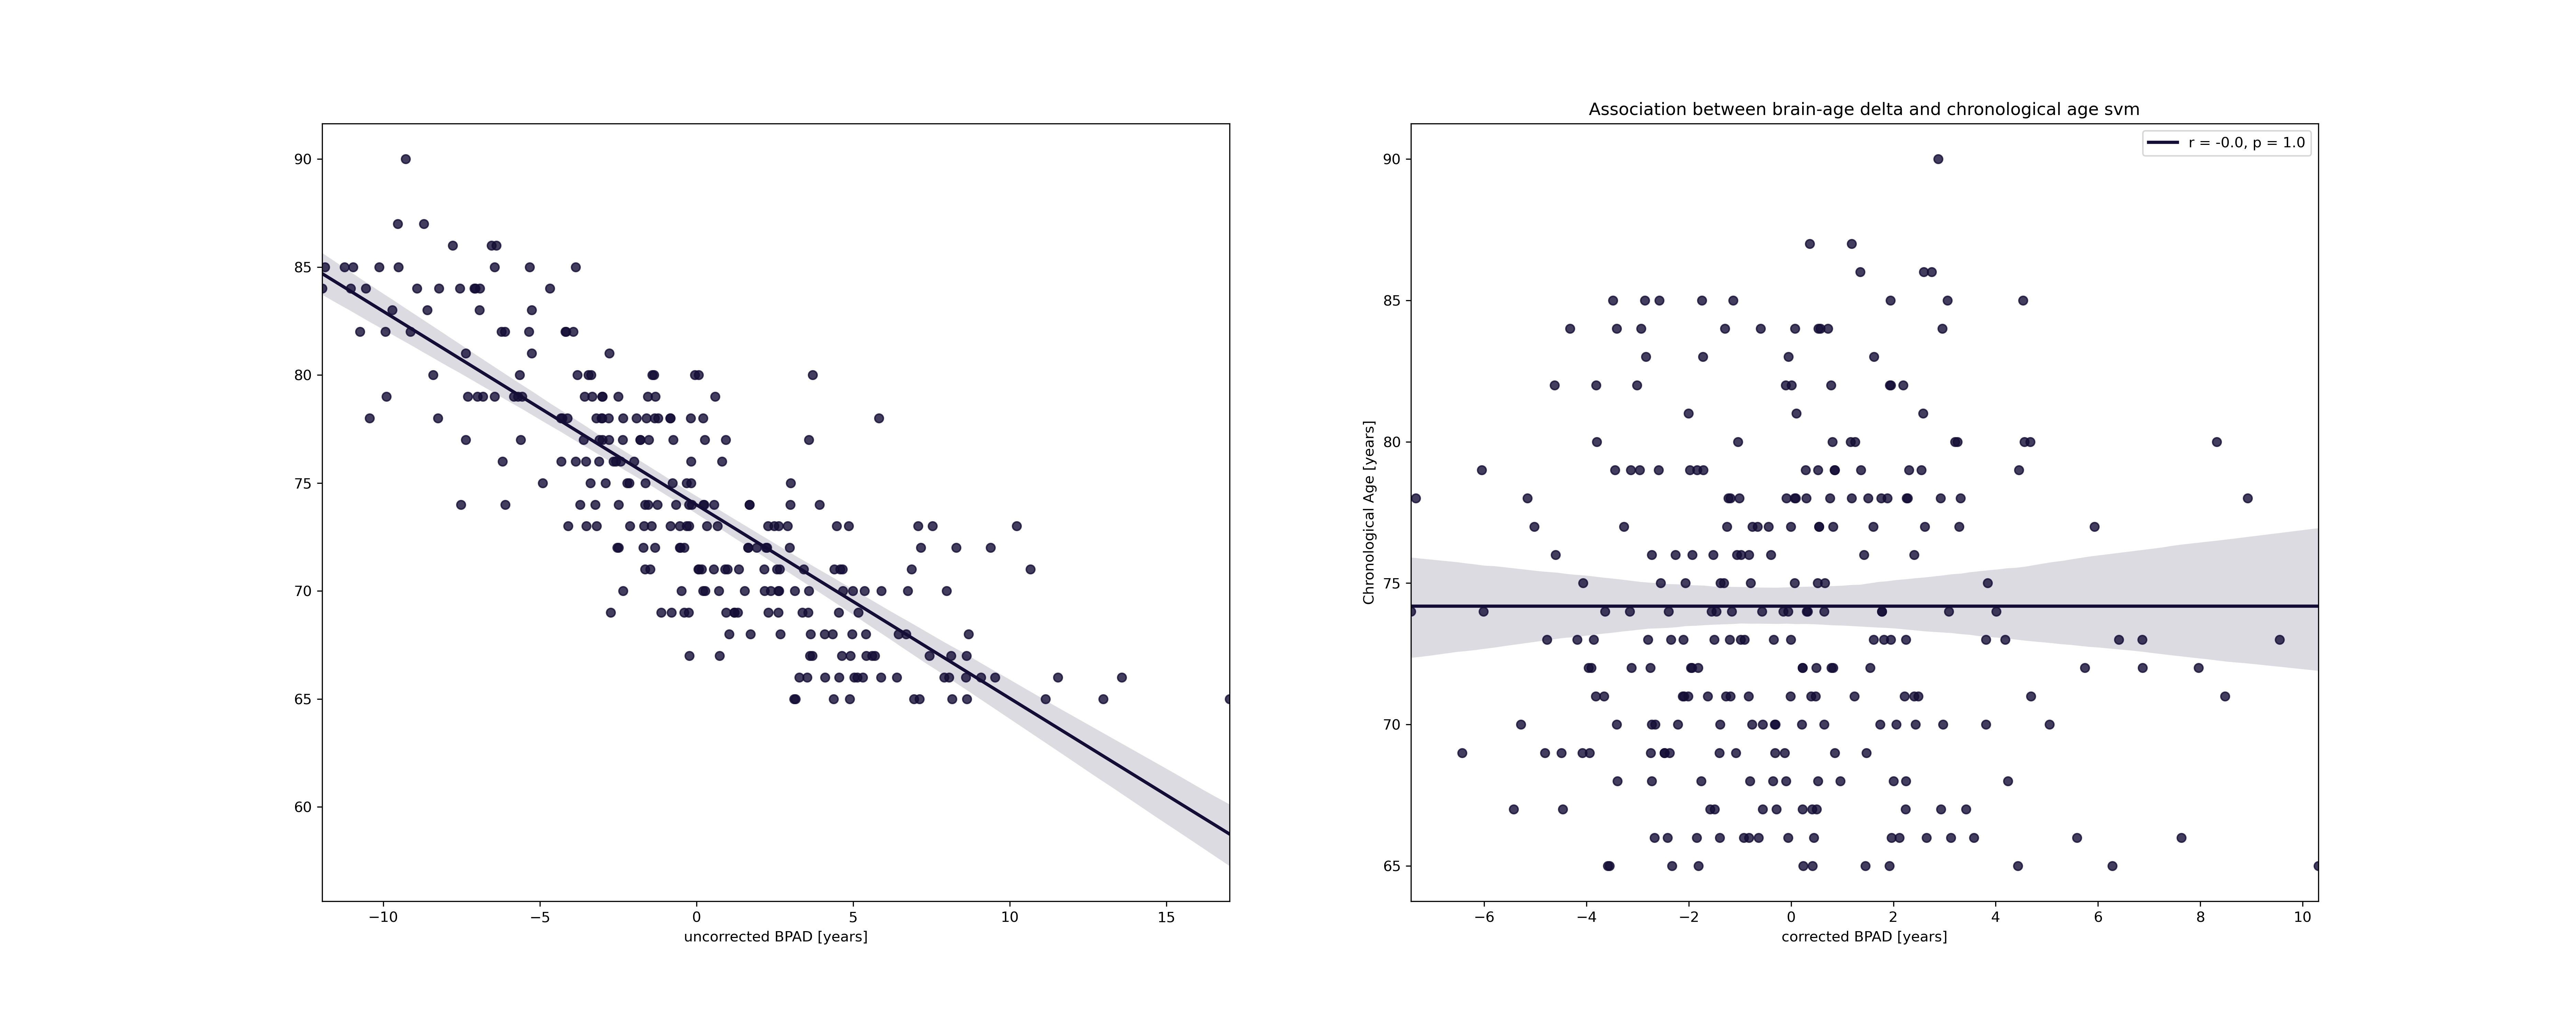 90
85
80
75
70
65
60
−10 −5 0 5 10 15
uncorrected BPAD [years]
Association between brain-age delta and chronological age svm
r = -0.0, p = 1.0
Chronological Age [years]
90
85
80
75
70
65
−6 −4 −2 0 2 4 6 8 10
corrected BPAD [years]